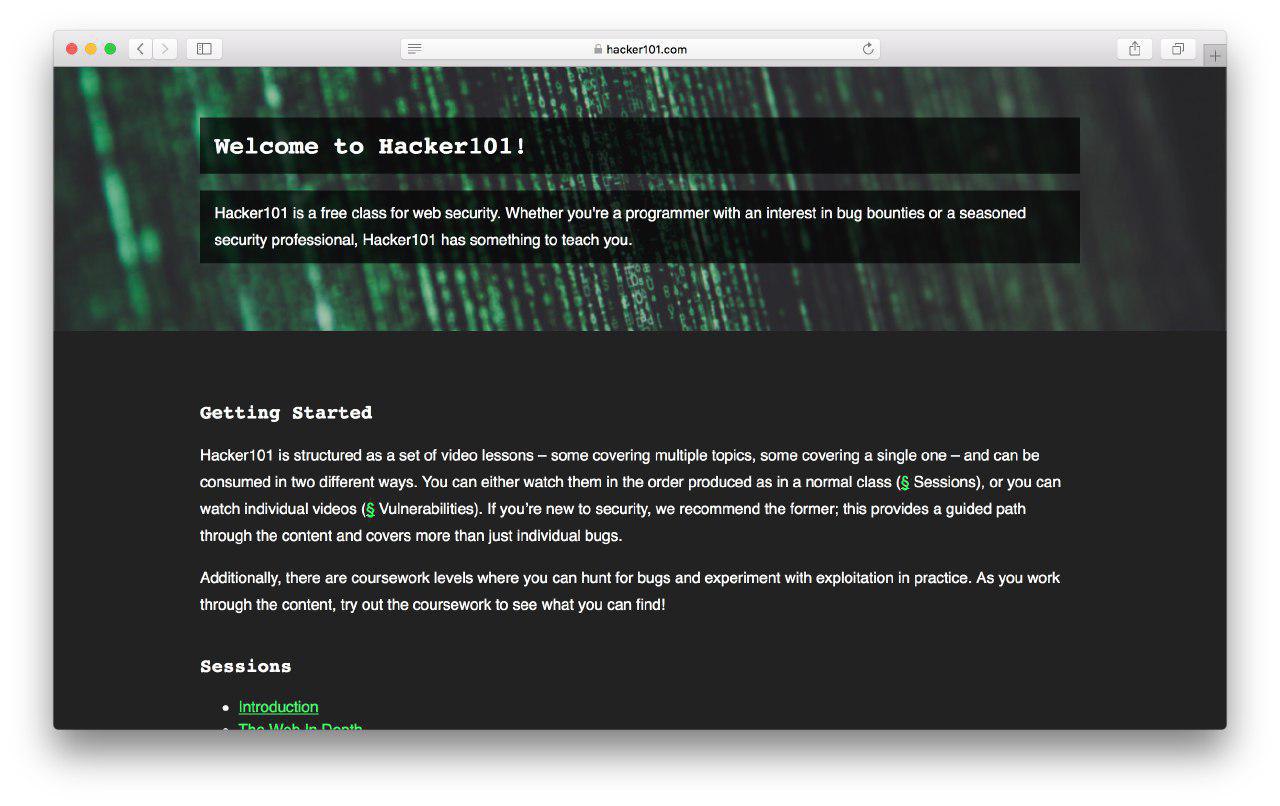 hacker101.com
Welcome to Hacker101!
Hacker101 is a free class for web security. Whether you're a programmer with an interest in bug bounties or a seasoned
security professional, Hacker101 has something to teach you.
Getting Started
Hacker101 is structured as a set of video lessons – some covering multiple topics, some covering a single one – and can be
consumed in two different ways. You can either watch them in the order produced as in a normal class (§ Sessions), or you can
watch individual videos (§ Vulnerabilities). If you’re new to security, we recommend the former; this provides a guided path
through the content and covers more than just individual bugs.
Additionally, there are coursework levels where you can hunt for bugs and experiment with exploitation in practice. As you work
through the content, try out the coursework to see what you can find!
Sessions
• Introduction
• The Web In Depth